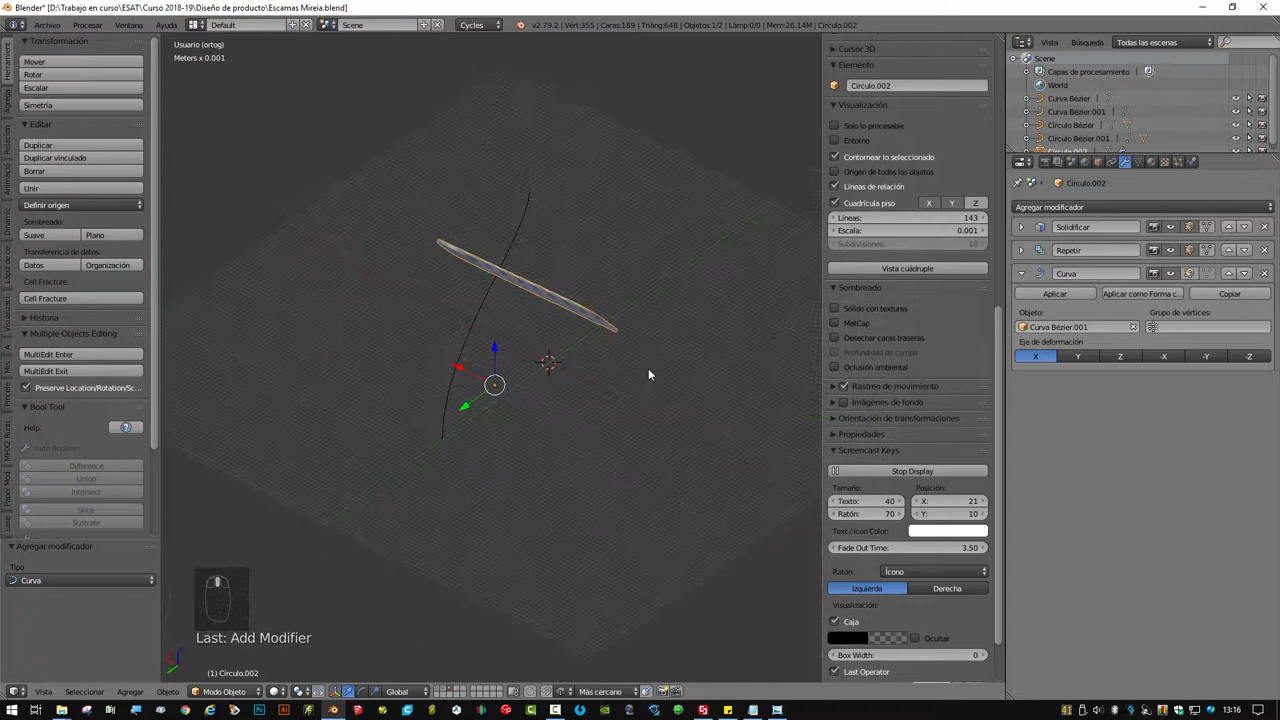 Blender* [D:\Trabajo en curso\ESAT\Curso 2018-19\Diseño de producto\Escamas Mireia.blend]
Archivo Procesar Ventana Ayuda Default Scene Cycles v2.79.2 | Vért:355 | Caras:189 | Triáng:648 | Objetos:1/2 | Lámp:0/0 | Mem:26.14M | Círculo.002
Transformación
Mover
Rotar
Escalar
Simetría
Editar
Duplicar
Duplicar vinculado
Borrar
Unir
Definir origen
Sombreado:
Suave Plano
Transferencia de datos:
Datos Organización
Cell Fracture:
Cell Fracture
Historia
Multiple Objects Editing
MultiEdit Enter
MultiEdit Exit
Preserve Location/Rotation/Sc...
Bool Tool
Help:
Auto Boolean
Difference
Union
Intersect
Slice
Sustraer
Agregar modificador
Tipo
Curva
Usuario (ortog)
Meters x 0.001
Last: Add Modifier
(1) Círculo.002
Vista Seleccionar Agregar Objeto Modo Objeto Global Más cercano
Cursor 3D
Elemento
Círculo.002
Visualización
Solo lo procesable
Entorno
Contornear lo seleccionado
Origen de todos los objetos
Líneas de relación
Cuadrícula piso X Y Z
Líneas: 143
Escala: 0.001
Subdivisiones: 10
Vista cuádruple
Sombreado
Sólido con texturas
MatCap
Desechar caras traseras
Profundidad de campo
Oclusión ambiental
Rastreo de movimiento
Imágenes de fondo
Orientación de transformaciones
Propiedades
Screencast Keys
Stop Display
Tamaño: Posición:
Texto: 40 X: 21
Ratón: 70 Y: 10
Text / Icon Color:
Fade Out Time: 3.50
Ratón: Ícono
Izquierda Derecha
Visualización:
Caja
Ocultar
Box Width: 0
Last Operator
Vista Búsqueda Todas las escenas
Scene
Capas de procesamiento
World
Curva Bézier
Curva Bézier.001
Círculo Bézier
Círculo Bézier.001
Círculo.002
Círculo.002
Agregar modificador
Solidificar
Repetir
Curva
Aplicar Aplicar como Forma c... Copiar
Objeto: Grupo de vértices:
Curva Bézier.001
Eje de deformación
X Y Z -X -Y -Z
13:16